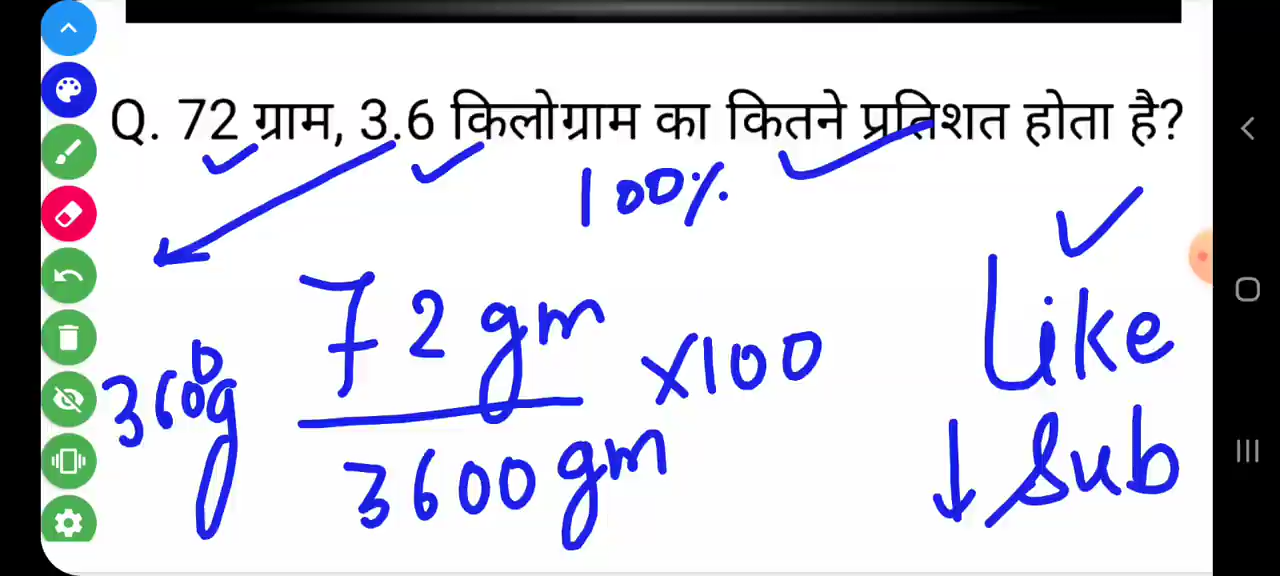 Q. 72 ग्राम, 3.6 किलोग्राम का कितने प्रतिशत होता है?
100%
72 gm
3600 gm
×100
3600g
Like
Sub